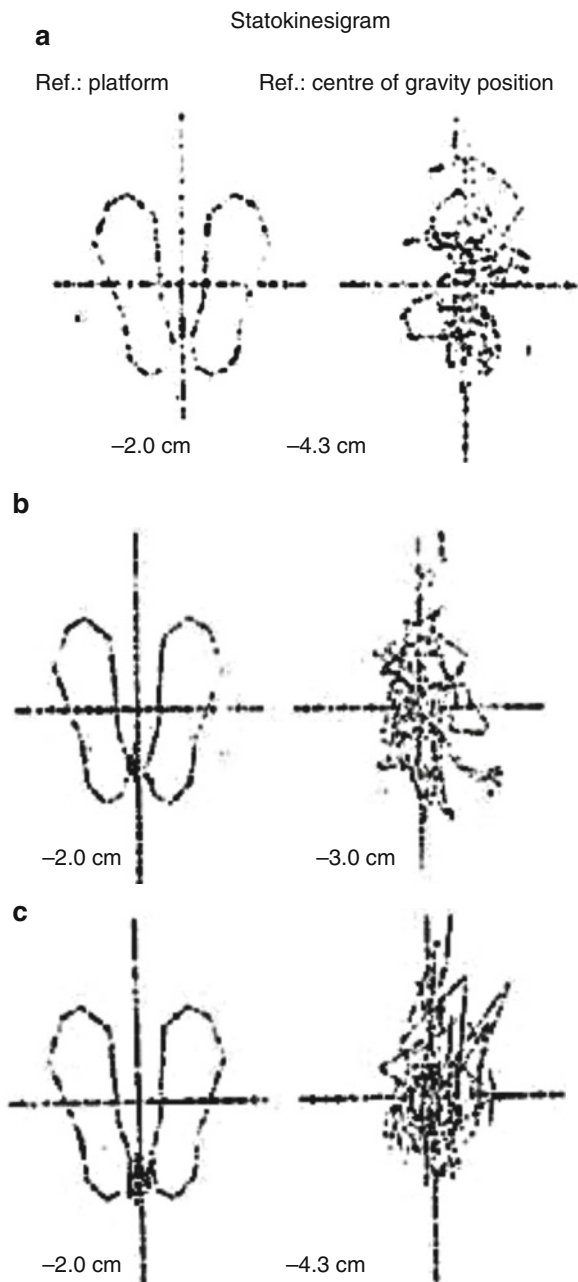 Statokinesigram
a
Ref.: platform
Ref.: centre of gravity position
–2.0 cm
–4.3 cm
b
–2.0 cm
–3.0 cm
c
–2.0 cm
–4.3 cm